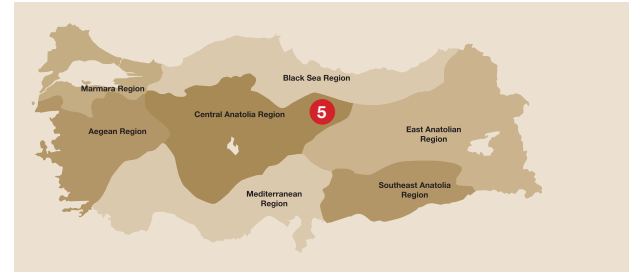 Black Sea Region
Marmara Region
Central Anatolia Region
5
Aegean Region
East Anatolian
Region
Southeast Anatolia
Region
Mediterranean
Region